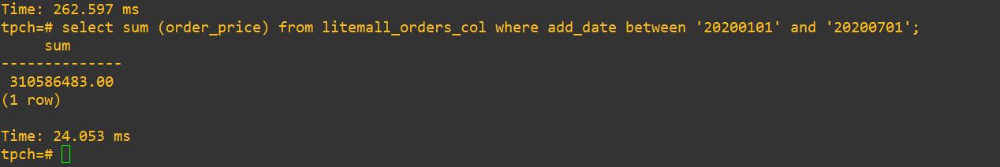 Time: 262.597 ms
tpch=# select sum (order_price) from litemall_orders_col where add_date between '20200101' and '20200701';
     sum
--------------
 310586483.00
(1 row)

Time: 24.053 ms
tpch=#